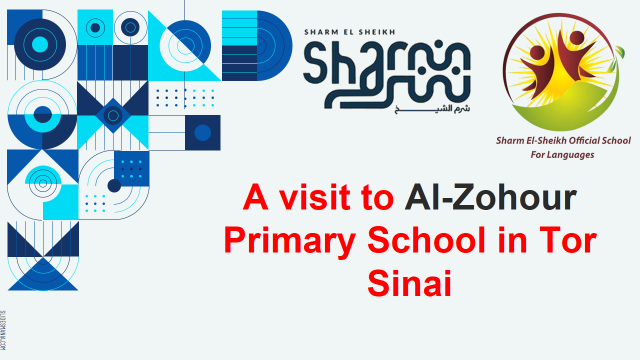 SHARM EL SHEIKH
Sharm
شرم الشيخ
Sharm El-Sheikh Official School
For Languages
A visit to Al-Zohour
Primary School in Tor
Sinai